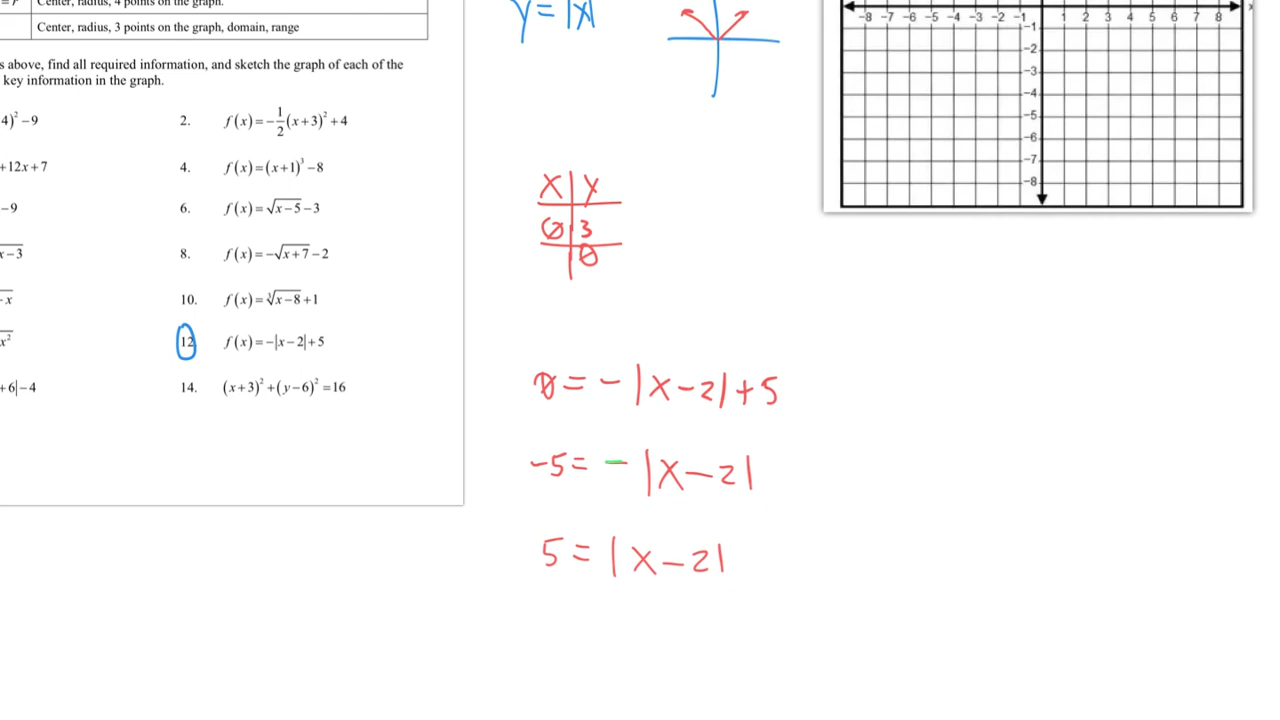 Center, radius, 4 points on the graph.
Center, radius, 3 points on the graph, domain, range
s above, find all required information, and sketch the graph of each of the
key information in the graph.
4)² − 9
2. f(x) = −1/2(x+3)² + 4
+12x + 7
4. f(x) = (x+1)³ − 8
−9
6. f(x) = √(x−5) − 3
x − 3
8. f(x) = −√(x+7) − 2
-x
10. f(x) = ∛(x−8) + 1
x²
12 f(x) = −|x−2| + 5
+6| − 4
14. (x+3)² + (y−6)² = 16
y = |x|
x | y
0 | 3
0
0 = − |x − 2| + 5
−5 = − |x − 2|
5 = |x − 2|
−8 −7 −6 −5 −4 −3 −2 −1 1 2 3 4 5 6 7 8 x
−1
−2
−3
−4
−5
−6
−7
−8